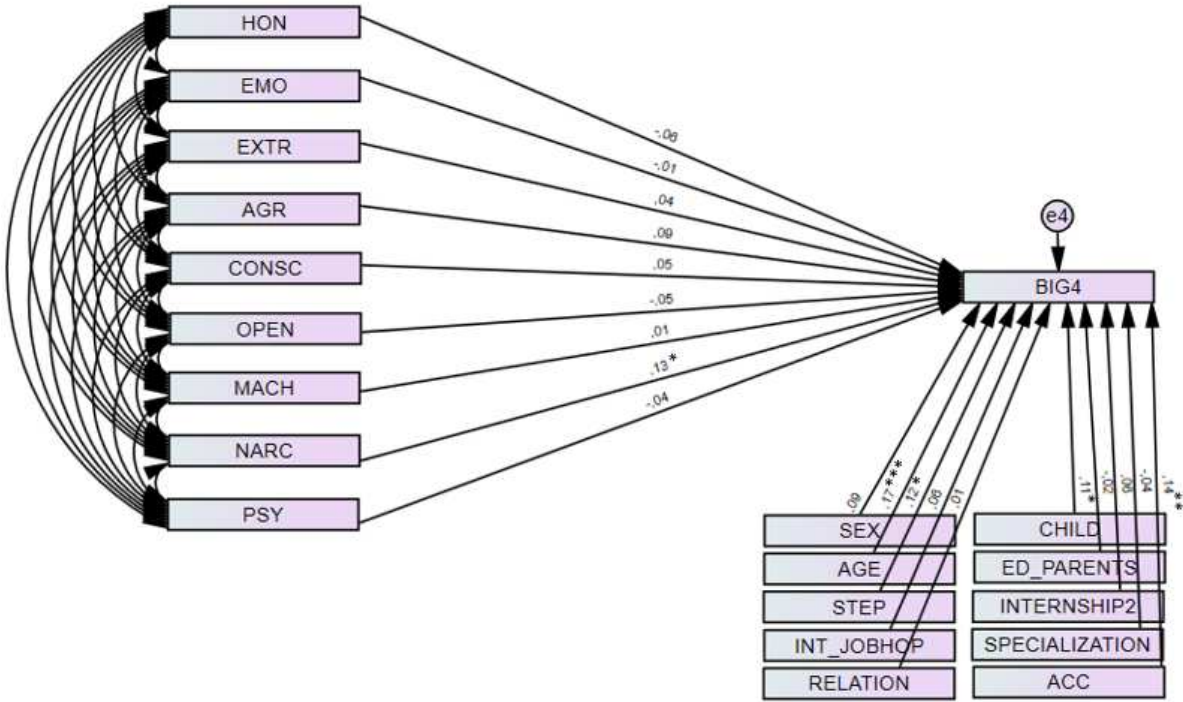 HON
EMO
EXTR
AGR
CONSC
OPEN
MACH
NARC
PSY
-.06
-.01
.04
.09
.05
-.05
.01
.13*
-.04
e4
BIG4
.09
.17***
.12*
.06
.01
.11*
-.02
.06
-.04
.14**
SEX
AGE
STEP
INT_JOBHOP
RELATION
CHILD
ED_PARENTS
INTERNSHIP2
SPECIALIZATION
ACC